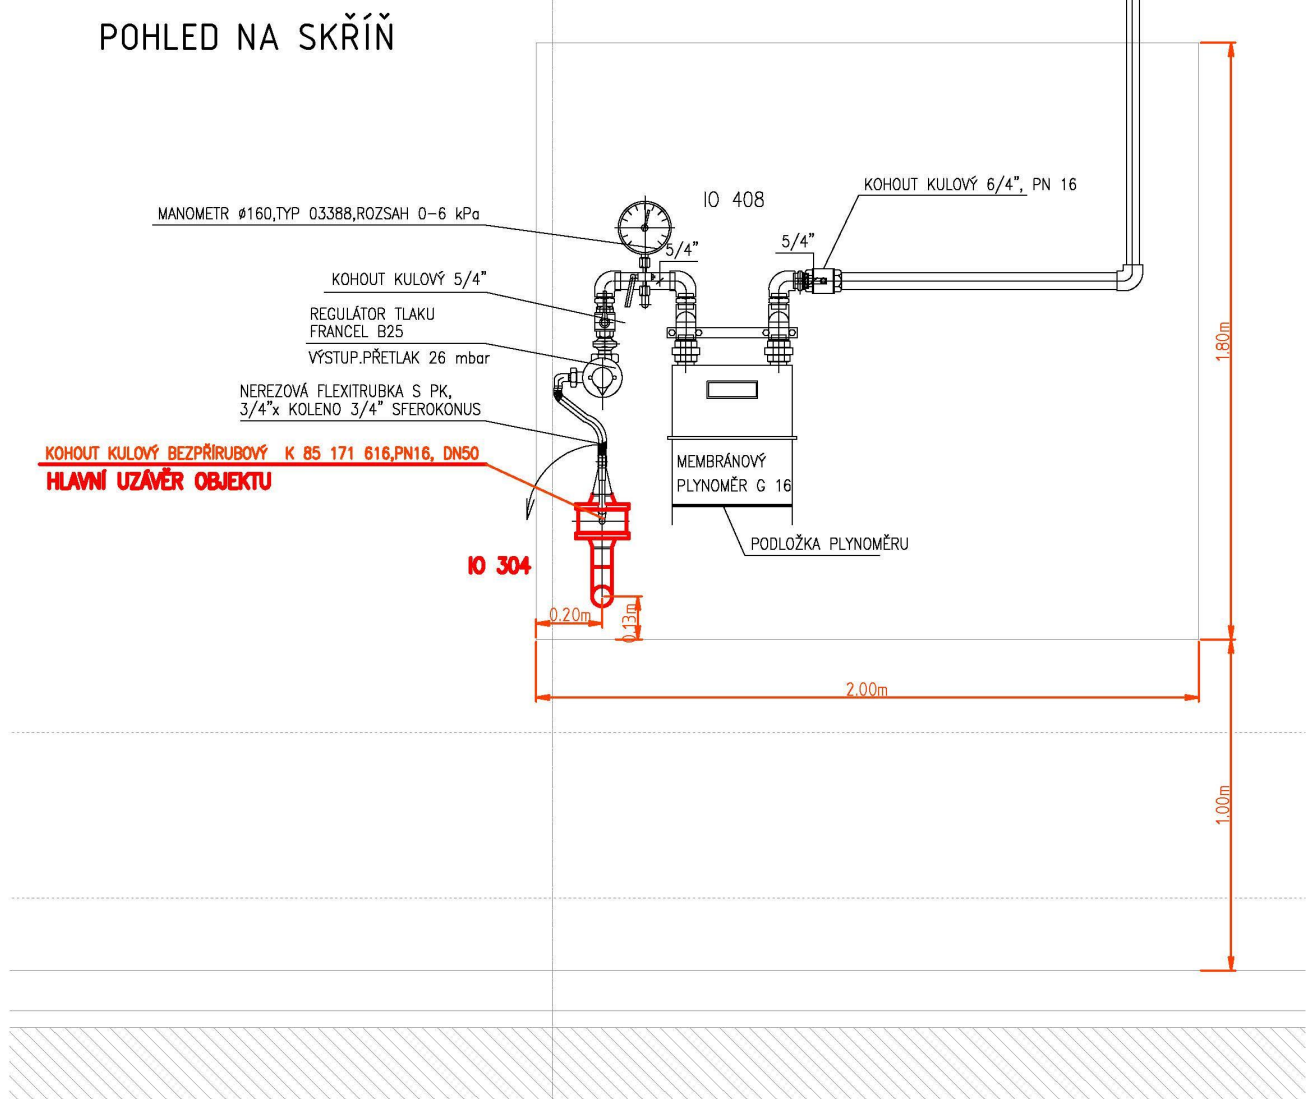 POHLED NA SKŘÍŇ
KOHOUT KULOVÝ 6/4", PN 16
IO 408
MANOMETR ø160,TYP 03388,ROZSAH 0-6 kPa
5/4"
5/4"
KOHOUT KULOVÝ 5/4"
REGULÁTOR TLAKU
FRANCEL B25
VÝSTUP.PŘETLAK 26 mbar
1.80m
NEREZOVÁ FLEXITRUBKA S PK,
3/4"x KOLENO 3/4" SFEROKONUS
KOHOUT KULOVÝ BEZPŘÍRUBOVÝ K 85 171 616,PN16, DN50
HLAVNÍ UZÁVĚR OBJEKTU
MEMBRÁNOVÝ
PLYNOMĚR G 16
PODLOŽKA PLYNOMĚRU
IO 304
0.20m
0.13m
2.00m
1.00m